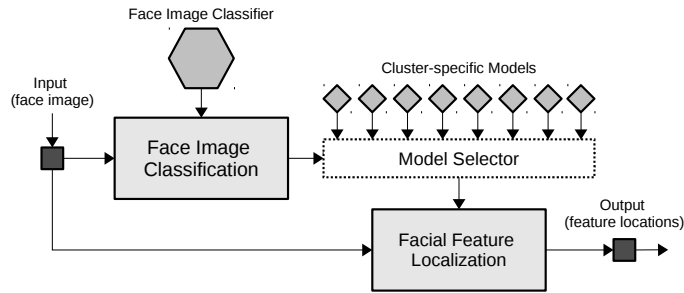 Face Image Classifier
Cluster-specific Models
Input
(face image)
Face Image
Classification
Model Selector
Output
(feature locations)
Facial Feature
Localization